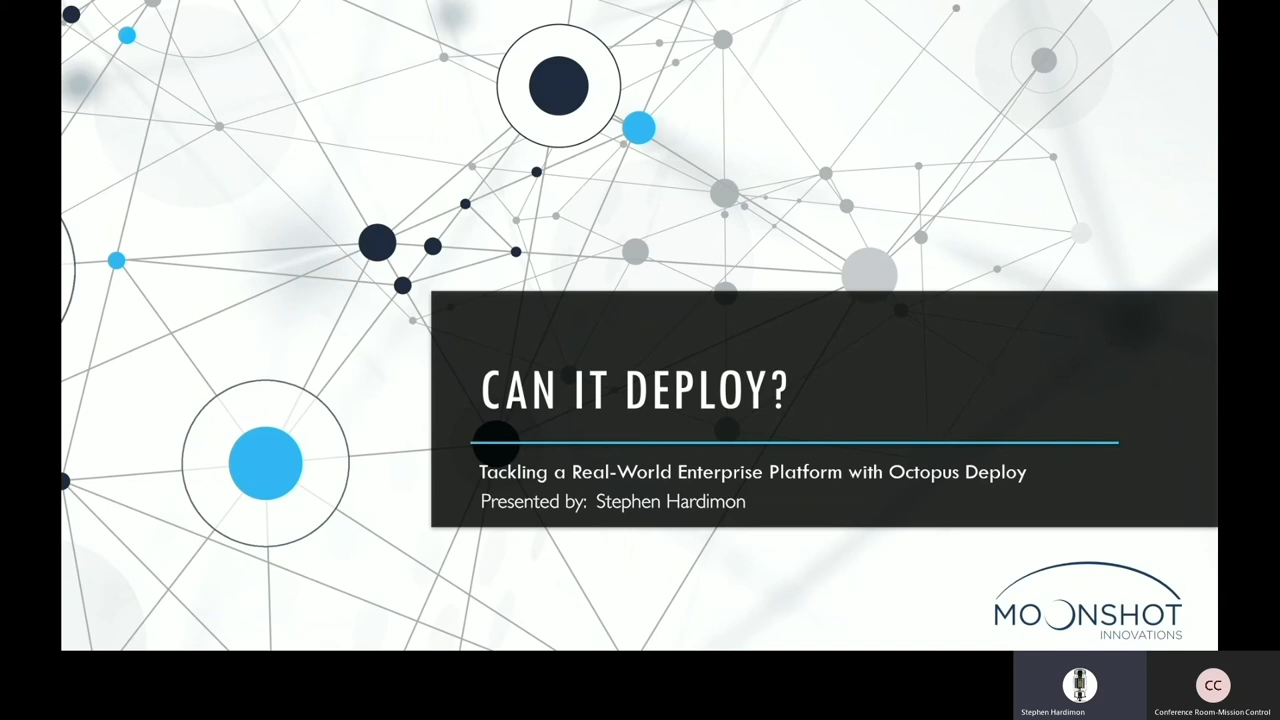 CAN IT DEPLOY?
Tackling a Real-World Enterprise Platform with Octopus Deploy
Presented by: Stephen Hardimon
MOONSHOT
INNOVATIONS
CC
Stephen Hardimon
Conference Room-Mission Control